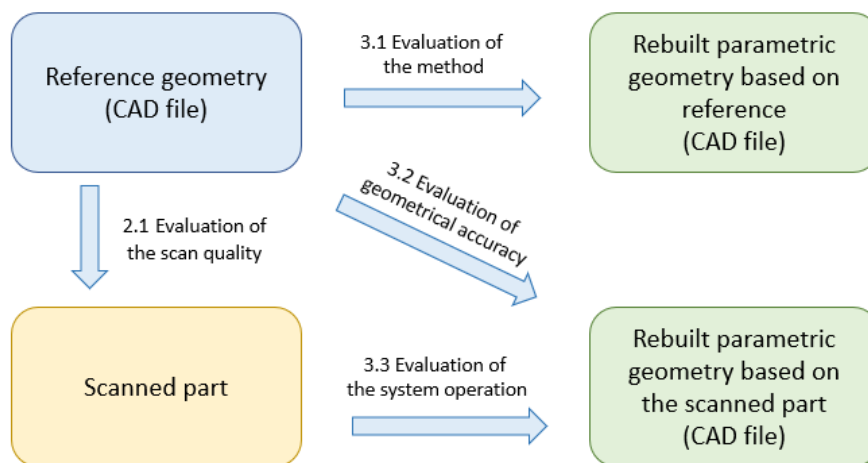 Reference geometry
(CAD file)
3.1 Evaluation of
the method
Rebuilt parametric
geometry based on
reference
(CAD file)
2.1 Evaluation of
the scan quality
3.2 Evaluation of
geometrical accuracy
Scanned part
3.3 Evaluation of
the system operation
Rebuilt parametric
geometry based on
the scanned part
(CAD file)